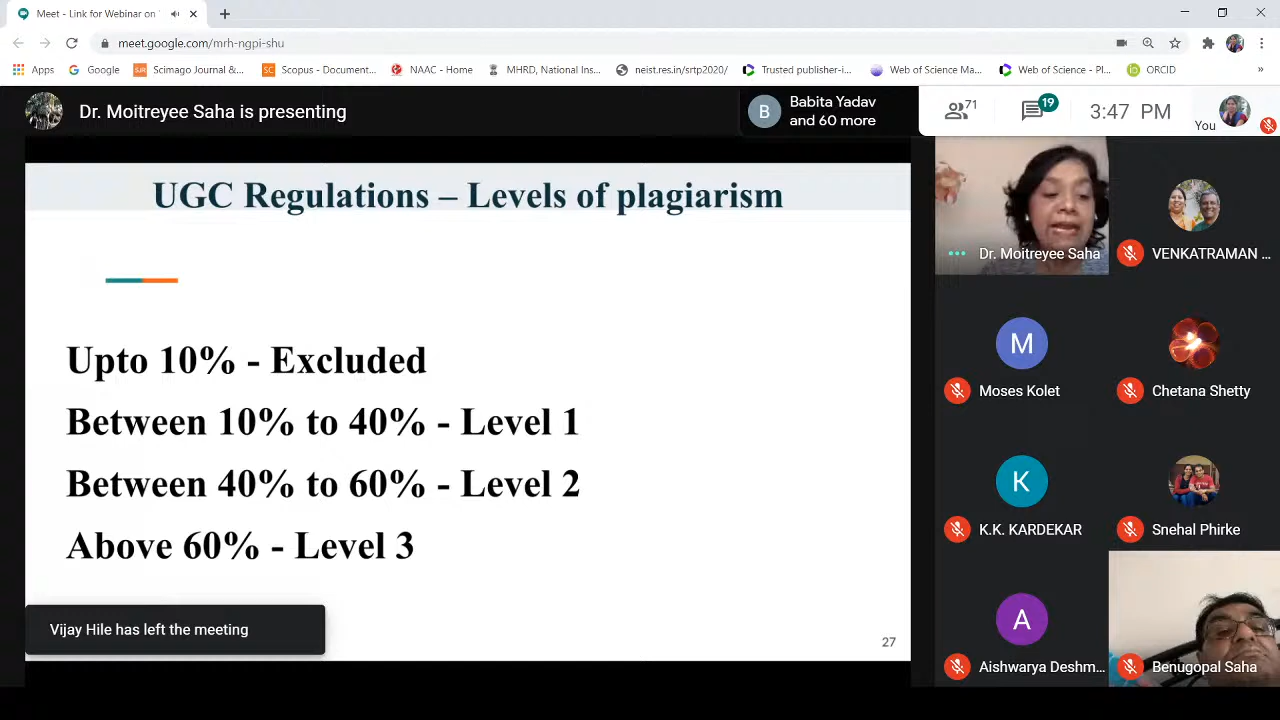 Meet - Link for Webinar on
meet.google.com/mrh-ngpi-shu
Apps Google Scimago Journal &... Scopus - Document... NAAC - Home MHRD, National Ins... neist.res.in/srtp2020/ Trusted publisher-i... Web of Science Ma... Web of Science - Pl... ORCID »
Dr. Moitreyee Saha is presenting
B
Babita Yadav
and 60 more
71
19
3:47 PM
You
UGC Regulations – Levels of plagiarism
Upto 10% - Excluded
Between 10% to 40% - Level 1
Between 40% to 60% - Level 2
Above 60% - Level 3
27
Vijay Hile has left the meeting
Dr. Moitreyee Saha
VENKATRAMAN ...
M
Moses Kolet
Chetana Shetty
K
K.K. KARDEKAR
Snehal Phirke
A
Aishwarya Deshm...
Benugopal Saha